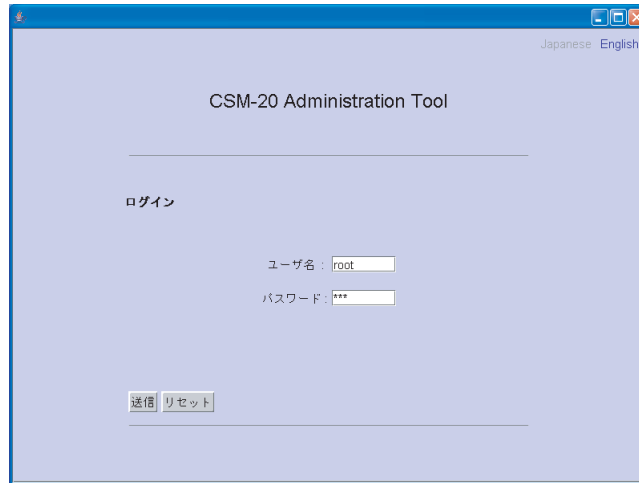 Japanese English
CSM-20 Administration Tool
ログイン
ユーザ名 : root
パスワード : ***
送信 リセット